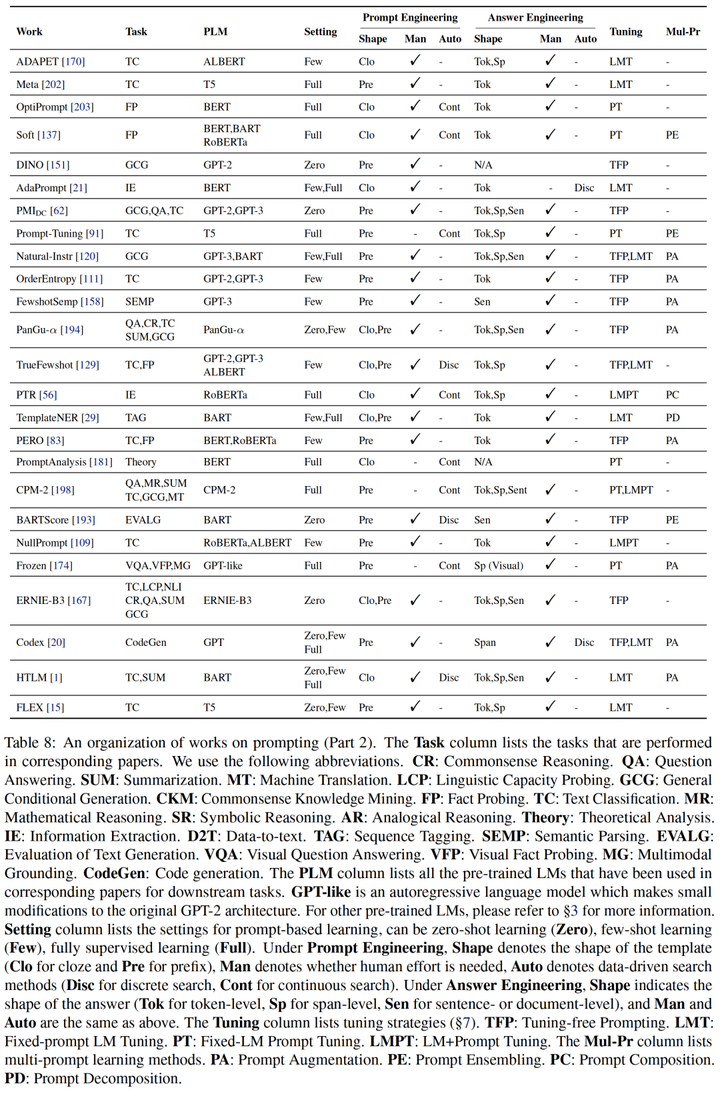 Prompt Engineering Answer Engineering
Work Task PLM Setting Shape Man Auto Shape Man Auto Tuning Mul-Pr
ADAPET [170] TC ALBERT Few Clo ✓ - Tok,Sp ✓ - LMT -
Meta [202] TC T5 Full Pre ✓ - Tok ✓ - LMT -
OptiPrompt [203] FP BERT Full Clo ✓ Cont Tok ✓ - PT -
Soft [137] FP BERT,BART Full Clo ✓ Cont Tok ✓ - PT PE
RoBERTa
DINO [151] GCG GPT-2 Zero Pre ✓ - N/A TFP -
AdaPrompt [21] IE BERT Few,Full Clo ✓ - Tok - Disc LMT -
PMI_DC [62] GCG,QA,TC GPT-2,GPT-3 Zero Pre ✓ - Tok,Sp,Sen ✓ - TFP -
Prompt-Tuning [91] TC T5 Full Pre - Cont Tok,Sp ✓ - PT PE
Natural-Instr [120] GCG GPT-3,BART Few,Full Pre ✓ - Tok,Sp,Sen ✓ - TFP,LMT PA
OrderEntropy [111] TC GPT-2,GPT-3 Few Pre ✓ - Tok ✓ - TFP PA
FewshotSemp [158] SEMP GPT-3 Few Pre ✓ - Sen ✓ - TFP PA
PanGu-α [194] QA,CR,TC PanGu-α Zero,Few Clo,Pre ✓ - Tok,Sp,Sen ✓ - TFP PA
SUM,GCG
TrueFewshot [129] TC,FP GPT-2,GPT-3 Few Clo,Pre ✓ Disc Tok,Sp ✓ - TFP,LMT -
ALBERT
PTR [56] IE RoBERTa Full Clo ✓ Cont Tok,Sp ✓ - LMPT PC
TemplateNER [29] TAG BART Few,Full Clo,Pre ✓ - Tok ✓ - LMT PD
PERO [83] TC,FP BERT,RoBERTa Few Pre ✓ - Tok ✓ - TFP PA
PromptAnalysis [181] Theory BERT Full Clo - Cont N/A PT -
CPM-2 [198] QA,MR,SUM CPM-2 Full Pre - Cont Tok,Sp,Sent ✓ - PT,LMPT -
TC,GCG,MT
BARTScore [193] EVALG BART Zero Pre ✓ Disc Sen ✓ - TFP PE
NullPrompt [109] TC RoBERTa,ALBERT Few Pre ✓ - Tok ✓ - LMPT -
Frozen [174] VQA,VFP,MG GPT-like Full Pre - Cont Sp (Visual) ✓ - PT PA
ERNIE-B3 [167] TC,LCP,NLI ERNIE-B3 Zero Clo,Pre ✓ - Tok,Sp,Sen ✓ - TFP -
CR,QA,SUM
GCG
Codex [20] CodeGen GPT Zero,Few Pre ✓ - Span ✓ Disc TFP,LMT PA
Full
HTLM [1] TC,SUM BART Zero,Few Clo ✓ Disc Tok,Sp,Sen ✓ - LMT PA
Full
FLEX [15] TC T5 Zero,Few Pre ✓ - Tok,Sp ✓ - LMT -
Table 8: An organization of works on prompting (Part 2). The Task column lists the tasks that are performed
in corresponding papers. We use the following abbreviations. CR: Commonsense Reasoning. QA: Question
Answering. SUM: Summarization. MT: Machine Translation. LCP: Linguistic Capacity Probing. GCG: General
Conditional Generation. CKM: Commonsense Knowledge Mining. FP: Fact Probing. TC: Text Classification. MR:
Mathematical Reasoning. SR: Symbolic Reasoning. AR: Analogical Reasoning. Theory: Theoretical Analysis.
IE: Information Extraction. D2T: Data-to-text. TAG: Sequence Tagging. SEMP: Semantic Parsing. EVALG:
Evaluation of Text Generation. VQA: Visual Question Answering. VFP: Visual Fact Probing. MG: Multimodal
Grounding. CodeGen: Code generation. The PLM column lists all the pre-trained LMs that have been used in
corresponding papers for downstream tasks. GPT-like is an autoregressive language model which makes small
modifications to the original GPT-2 architecture. For other pre-trained LMs, please refer to §3 for more information.
Setting column lists the settings for prompt-based learning, can be zero-shot learning (Zero), few-shot learning
(Few), fully supervised learning (Full). Under Prompt Engineering, Shape denotes the shape of the template
(Clo for cloze and Pre for prefix), Man denotes whether human effort is needed, Auto denotes data-driven search
methods (Disc for discrete search, Cont for continuous search). Under Answer Engineering, Shape indicates the
shape of the answer (Tok for token-level, Sp for span-level, Sen for sentence- or document-level), and Man and
Auto are the same as above. The Tuning column lists tuning strategies (§7). TFP: Tuning-free Prompting. LMT:
Fixed-prompt LM Tuning. PT: Fixed-LM Prompt Tuning. LMPT: LM+Prompt Tuning. The Mul-Pr column lists
multi-prompt learning methods. PA: Prompt Augmentation. PE: Prompt Ensembling. PC: Prompt Composition.
PD: Prompt Decomposition.